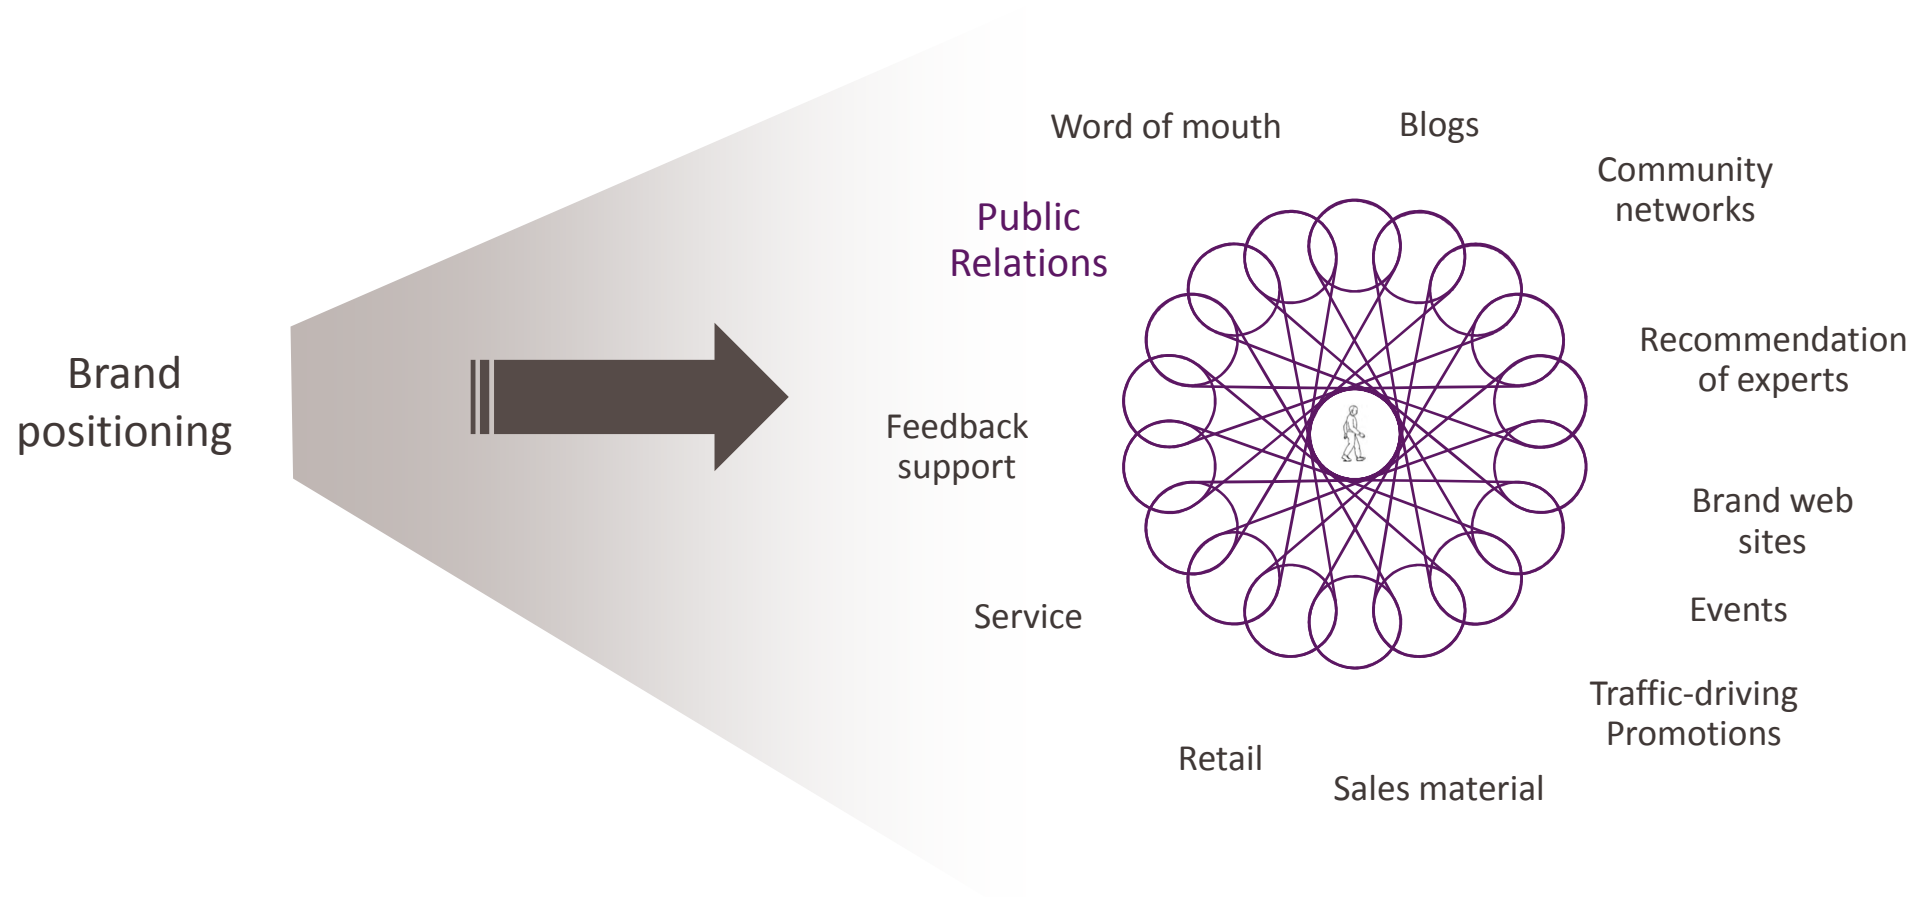 Brand
positioning
Word of mouth
Blogs
Community
networks
Public
Relations
Recommendation
of experts
Feedback
support
Brand web
sites
Service
Events
Traffic-driving
Promotions
Retail
Sales material